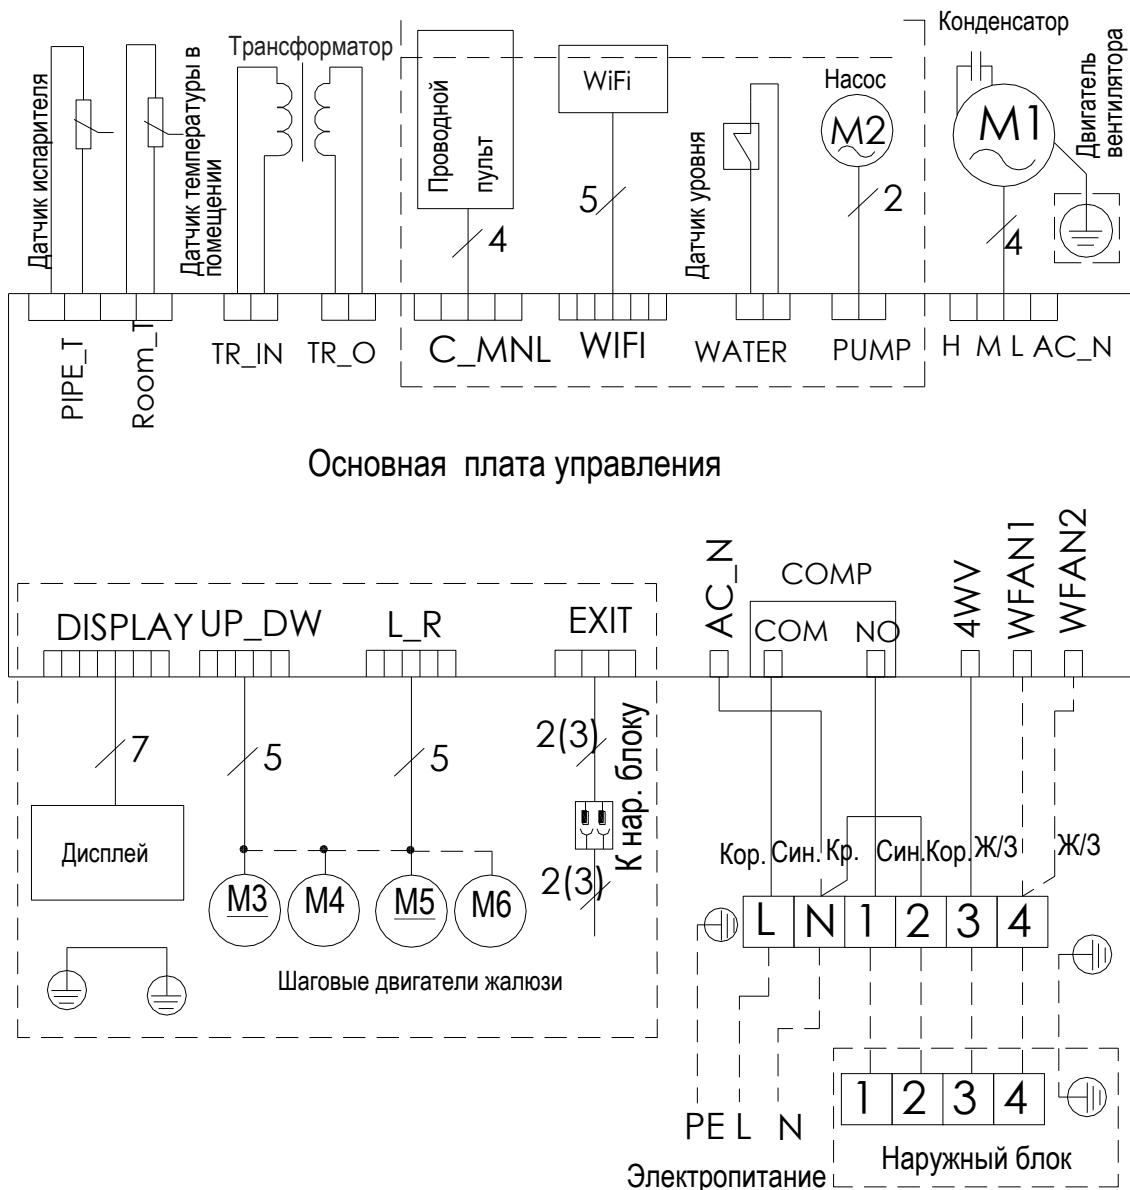 Конденсатор
Трансформатор
Датчик испарителя
Датчик температуры в
помещении
Проводной
пульт
WiFi
Датчик уровня
Насос
M2
M1
Двигатель
вентилятора
4
5
2
4
PIPE_T
Room_T
TR_IN
TR_O
C_MNL
WIFI
WATER
PUMP
H M L AC_N
Основная плата управления
DISPLAY
UP_DW
L_R
EXIT
AC_N
COMP
COM
NO
4WV
WFAN1
WFAN2
7
5
5
2(3)
К нар. блоку
Дисплей
2(3)
M3
M4
M5
M6
Шаговые двигатели жалюзи
Кор.
Син.
Кр.
Син.
Кор.
Ж/З
Ж/З
L N 1 2 3 4
1 2 3 4
PE L N
Электропитание
Наружный блок